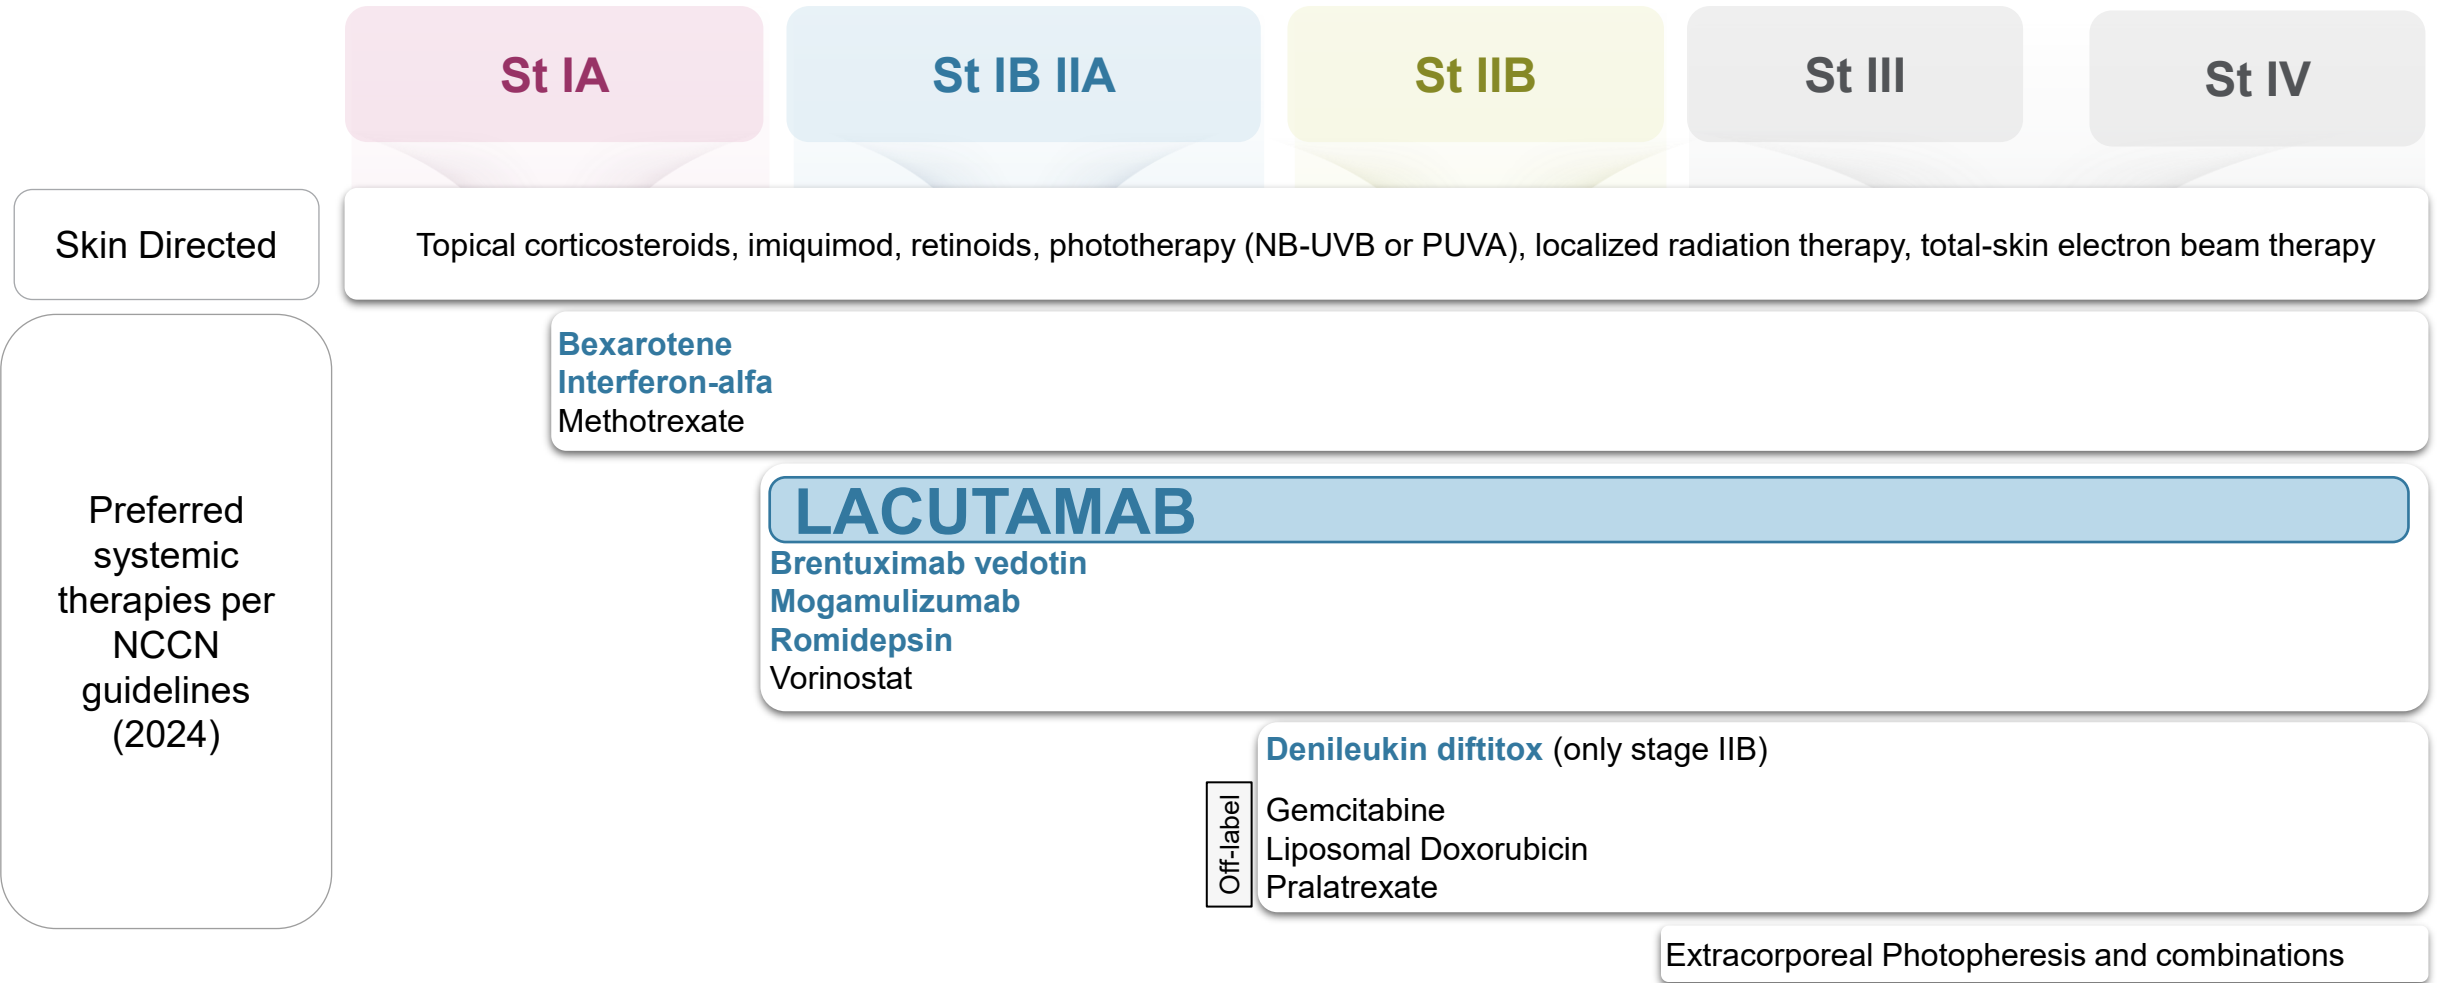 St IA
St IB IIA
St IIB
St III
St IV
Skin Directed
Topical corticosteroids, imiquimod, retinoids, phototherapy (NB-UVB or PUVA), localized radiation therapy, total-skin electron beam therapy
Preferred
systemic
therapies per
NCCN
guidelines
(2024)
Bexarotene
Interferon-alfa
Methotrexate
LACUTAMAB
Brentuximab vedotin
Mogamulizumab
Romidepsin
Vorinostat
Denileukin diftitox (only stage IIB)
Off-label
Gemcitabine
Liposomal Doxorubicin
Pralatrexate
Extracorporeal Photopheresis and combinations